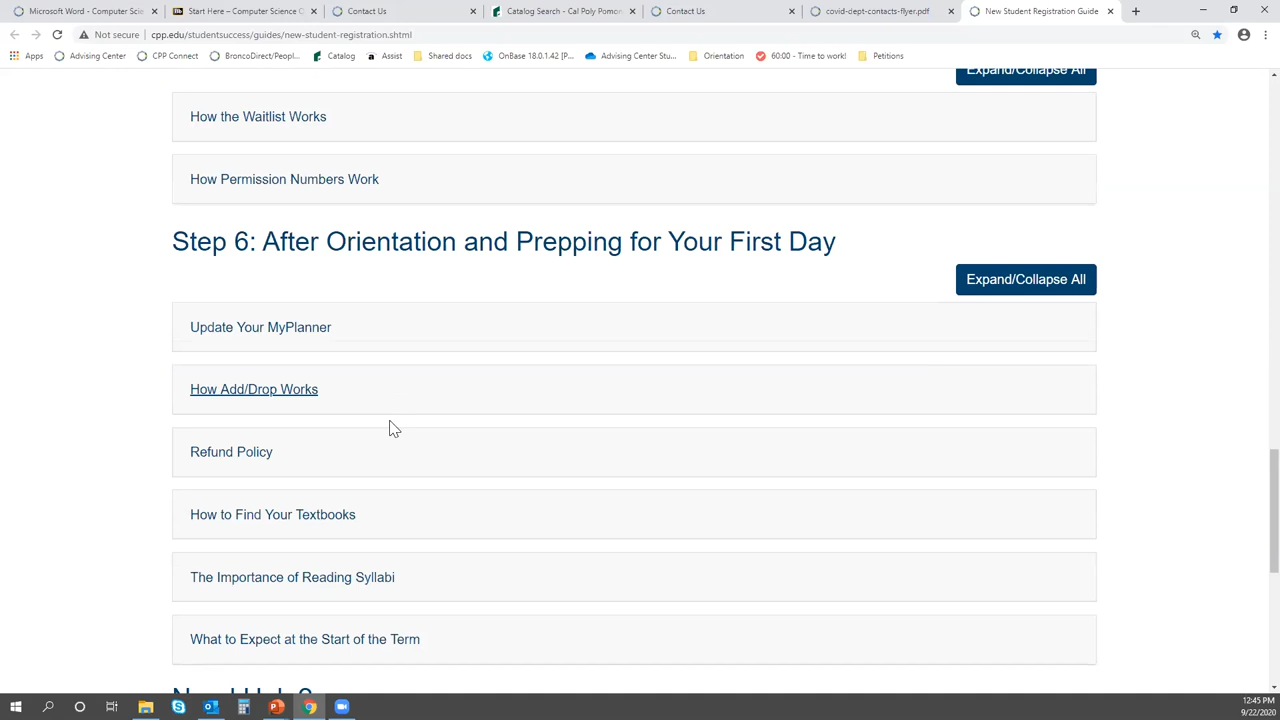 Microsoft Word - Computer Sci
Start Here – Computer Science C
Contact Us
Catalog Search - Cal Poly Pomon
Contact Us
covid-dept-contacts-flyer.pdf
New Student Registration Guide
Not secure | cpp.edu/studentsuccess/guides/new-student-registration.shtml
Apps
Advising Center
CPP Connect
BroncoDirect/Peopl...
Catalog
Assist
Shared docs
OnBase 18.0.1.42 [P...
Advising Center Stu...
Orientation
60:00 - Time to work!
Petitions
Expand/Collapse All
How the Waitlist Works
How Permission Numbers Work
Step 6: After Orientation and Prepping for Your First Day
Expand/Collapse All
Update Your MyPlanner
How Add/Drop Works
Refund Policy
How to Find Your Textbooks
The Importance of Reading Syllabi
What to Expect at the Start of the Term
Need Help?
12:45 PM
9/22/2020